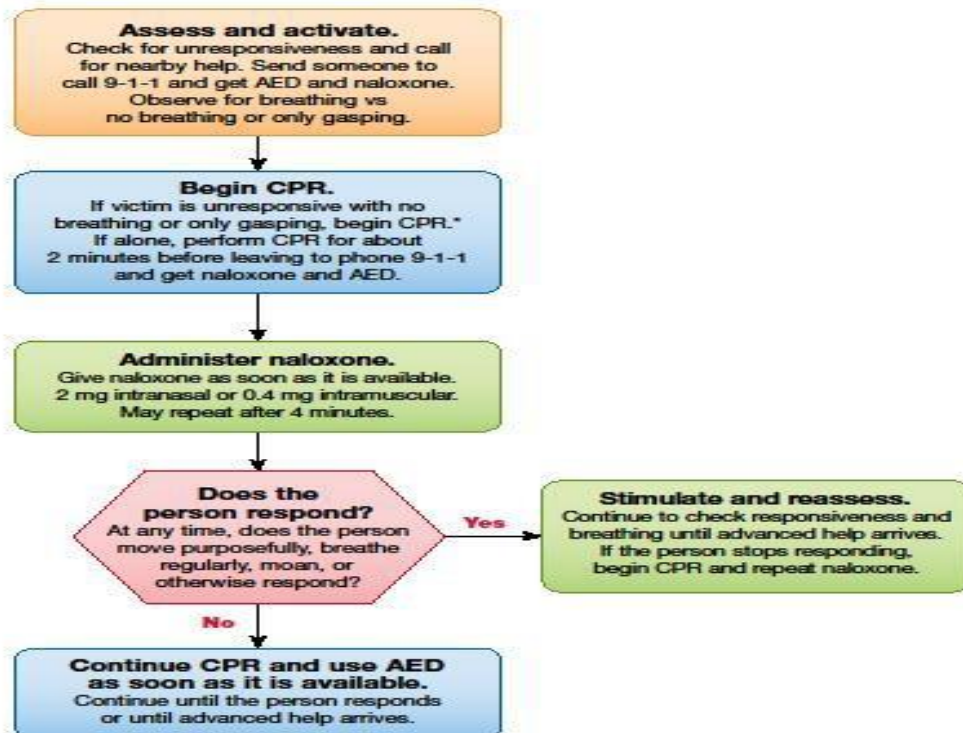 Assess and activate.
Check for unresponsiveness and call
for nearby help. Send someone to
call 9-1-1 and get AED and naloxone.
Observe for breathing vs
no breathing or only gasping.
Begin CPR.
If victim is unresponsive with no
breathing or only gasping, begin CPR.*
If alone, perform CPR for about
2 minutes before leaving to phone 9-1-1
and get naloxone and AED.
Administer naloxone.
Give naloxone as soon as it is available.
2 mg intranasal or 0.4 mg intramuscular.
May repeat after 4 minutes.
Does the
person respond?
At any time, does the person
move purposefully, breathe
regularly, moan, or
otherwise respond?
Yes
Stimulate and reassess.
Continue to check responsiveness and
breathing until advanced help arrives.
If the person stops responding,
begin CPR and repeat naloxone.
No
Continue CPR and use AED
as soon as it is available.
Continue until the person responds
or until advanced help arrives.